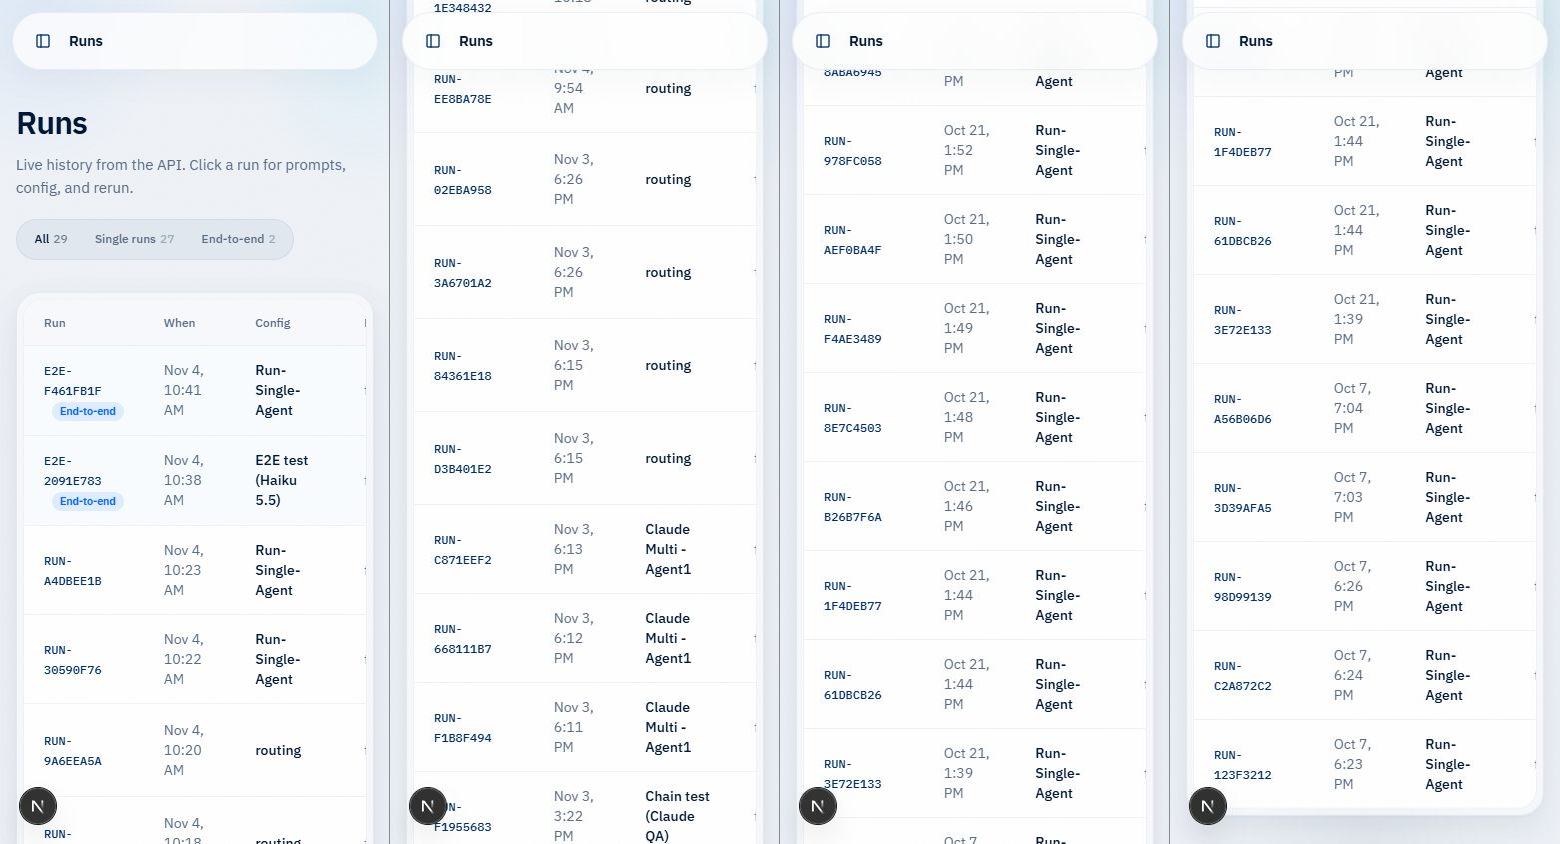 Runs
Runs
Live history from the API. Click a run for prompts,
config, and rerun.
All 29 Single runs 27 End-to-end 2
Run When Config
E2E-
F461FB1F
End-to-end
Nov 4,
10:41
AM
Run-
Single-
Agent
E2E-
2091E783
End-to-end
Nov 4,
10:38
AM
E2E test
(Haiku
5.5)
RUN-
A4DBEE1B
Nov 4,
10:23
AM
Run-
Single-
Agent
RUN-
30590F76
Nov 4,
10:22
AM
Run-
Single-
Agent
RUN-
9A6EEA5A
Nov 4,
10:20
AM
routing
RUN-
Nov 4,
10:18
routing
N
1E348432
Runs
RUN-
EE8BA78E
Nov 4,
9:54
AM
routing
RUN-
02EBA958
Nov 3,
6:26
PM
routing
RUN-
3A6701A2
Nov 3,
6:26
PM
routing
RUN-
84361E18
Nov 3,
6:15
PM
routing
RUN-
D3B401E2
Nov 3,
6:15
PM
routing
RUN-
C871EEF2
Nov 3,
6:13
PM
Claude
Multi -
Agent1
RUN-
668111B7
Nov 3,
6:12
PM
Claude
Multi -
Agent1
RUN-
F1B8F494
Nov 3,
6:11
PM
Claude
Multi -
Agent1
F1955683
Nov 3,
3:22
PM
Chain test
(Claude
QA)
N
Runs
8ABA6945
PM
Agent
RUN-
978FC058
Oct 21,
1:52
PM
Run-
Single-
Agent
RUN-
AEF0BA4F
Oct 21,
1:50
PM
Run-
Single-
Agent
RUN-
F4AE3489
Oct 21,
1:49
PM
Run-
Single-
Agent
RUN-
8E7C4503
Oct 21,
1:48
PM
Run-
Single-
Agent
RUN-
B26B7F6A
Oct 21,
1:46
PM
Run-
Single-
Agent
RUN-
1F4DEB77
Oct 21,
1:44
PM
Run-
Single-
Agent
RUN-
61DBCB26
Oct 21,
1:44
PM
Run-
Single-
Agent
RUN-
3E72E133
Oct 21,
1:39
PM
Run-
Single-
Agent
Oct 7,
Run-
N
Runs
PM
Agent
RUN-
1F4DEB77
Oct 21,
1:44
PM
Run-
Single-
Agent
RUN-
61DBCB26
Oct 21,
1:44
PM
Run-
Single-
Agent
RUN-
3E72E133
Oct 21,
1:39
PM
Run-
Single-
Agent
RUN-
A56B06D6
Oct 7,
7:04
PM
Run-
Single-
Agent
RUN-
3D39AFA5
Oct 7,
7:03
PM
Run-
Single-
Agent
RUN-
98D99139
Oct 7,
6:26
PM
Run-
Single-
Agent
RUN-
C2A872C2
Oct 7,
6:24
PM
Run-
Single-
Agent
RUN-
123F3212
Oct 7,
6:23
PM
Run-
Single-
Agent
N